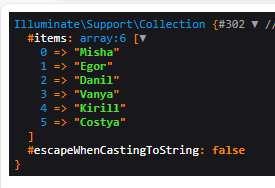 Illuminate\Support\Collection {#302 ▼ //
#items: array:6 [▼
0 => "Misha"
1 => "Egor"
2 => "Danil"
3 => "Vanya"
4 => "Kirill"
5 => "Costya"
]
#escapeWhenCastingToString: false
}